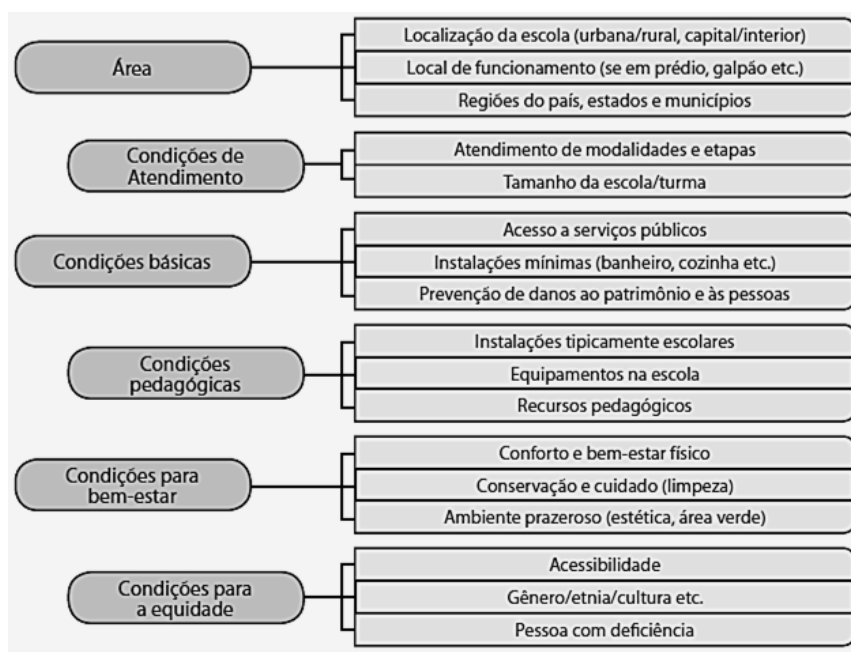 Área
Localização da escola (urbana/rural, capital/interior)
Local de funcionamento (se em prédio, galpão etc.)
Regiões do país, estados e municípios
Condições de
Atendimento
Atendimento de modalidades e etapas
Tamanho da escola/turma
Condições básicas
Acesso a serviços públicos
Instalações mínimas (banheiro, cozinha etc.)
Prevenção de danos ao patrimônio e às pessoas
Condições
pedagógicas
Instalações tipicamente escolares
Equipamentos na escola
Recursos pedagógicos
Condições para
bem-estar
Conforto e bem-estar físico
Conservação e cuidado (limpeza)
Ambiente prazeroso (estética, área verde)
Condições para
a equidade
Acessibilidade
Gênero/etnia/cultura etc.
Pessoa com deficiência